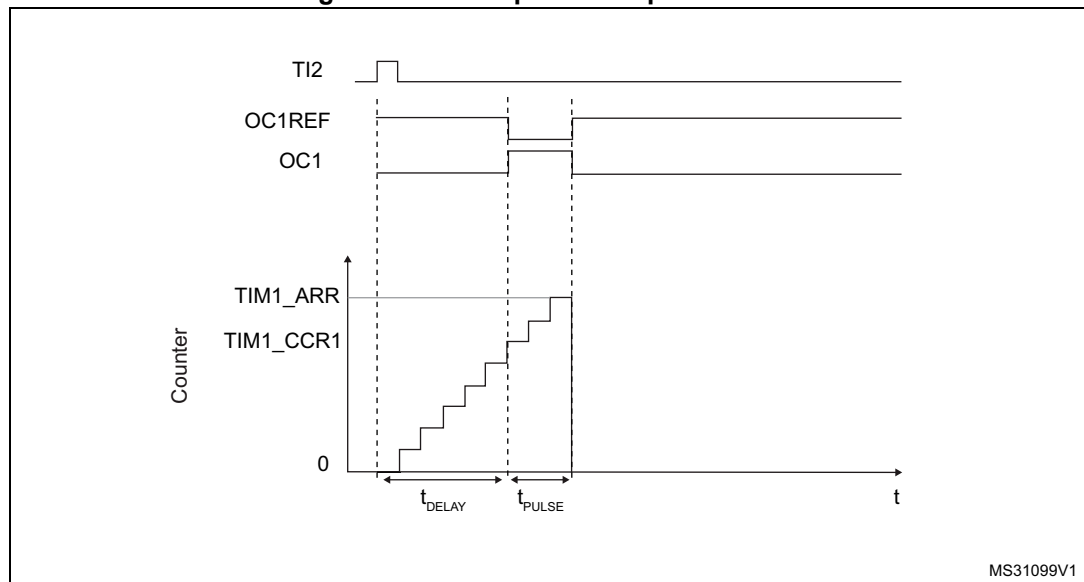 TI2
OC1REF
OC1
TIM1_ARR
TIM1_CCR1
Counter
0
tDELAY
tPULSE
t
MS31099V1